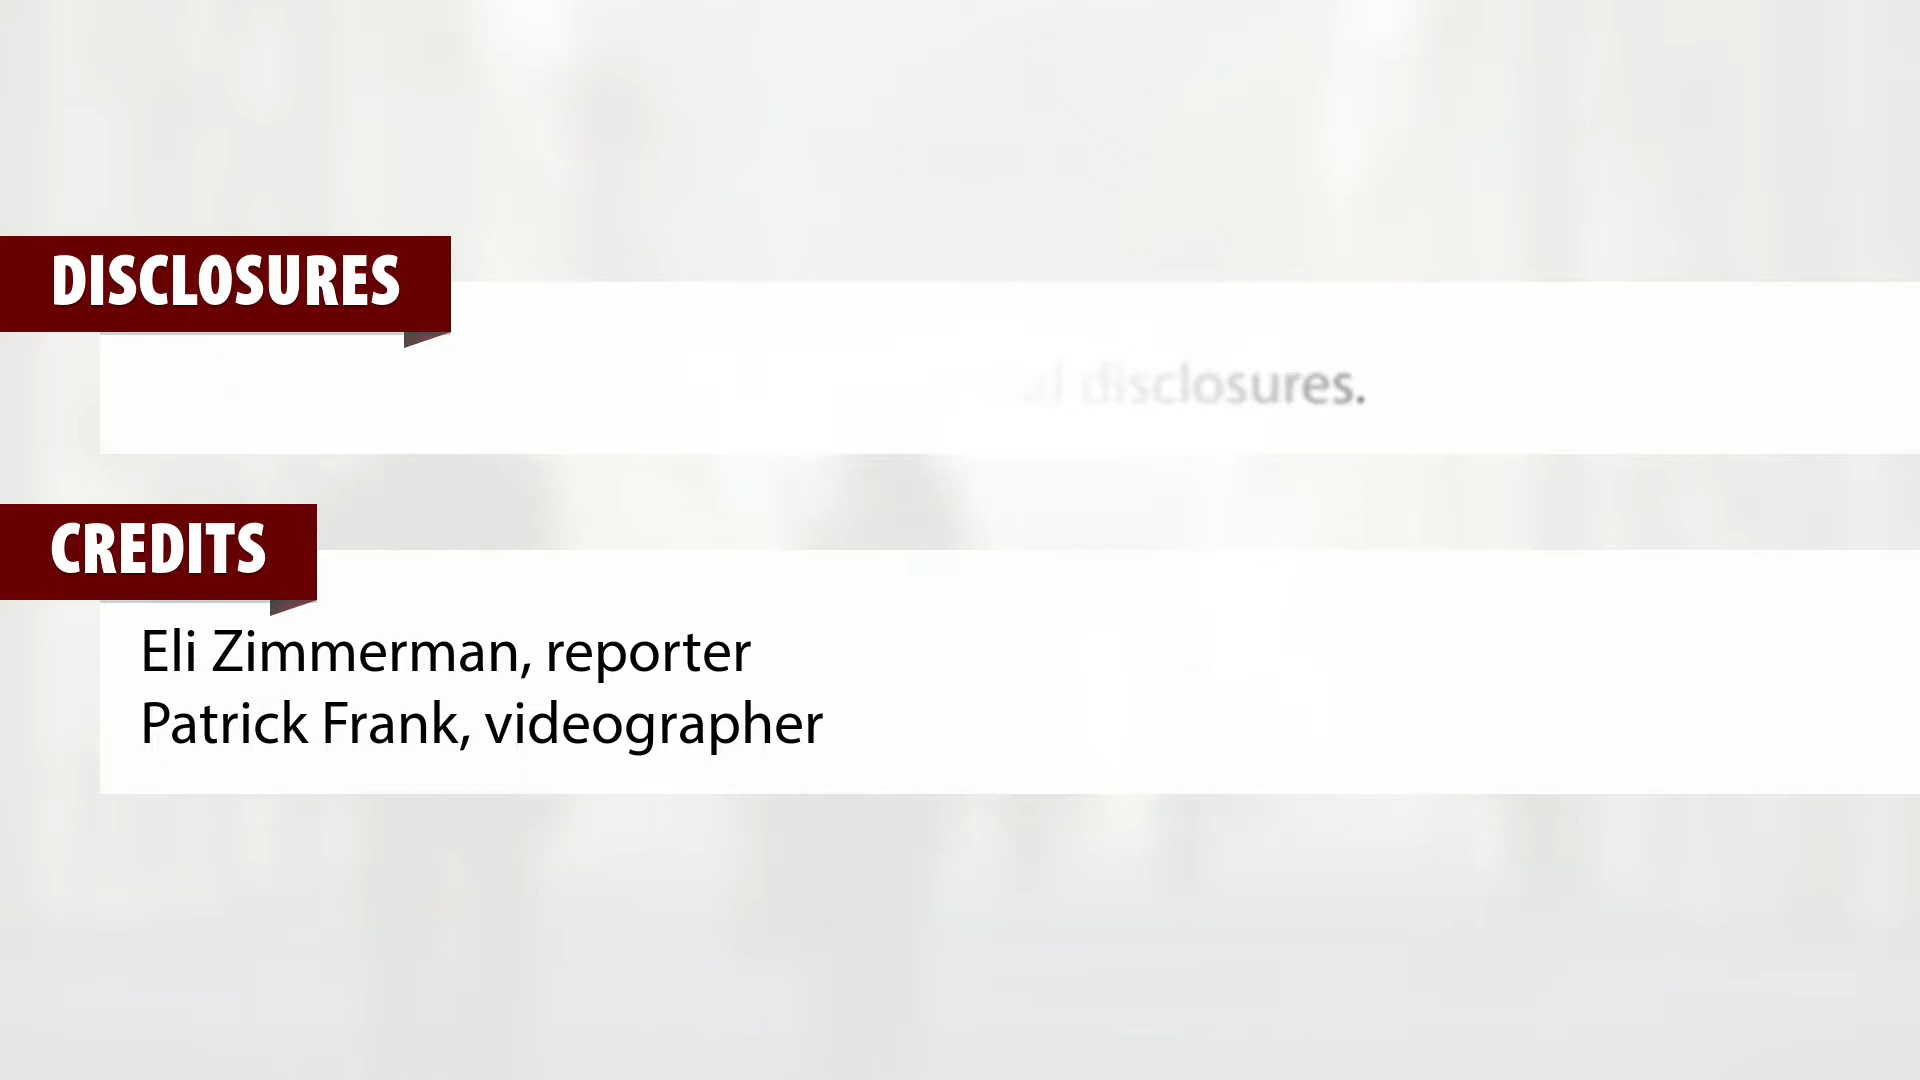 DISCLOSURES
disclosures.
CREDITS
Eli Zimmerman, reporter
Patrick Frank, videographer